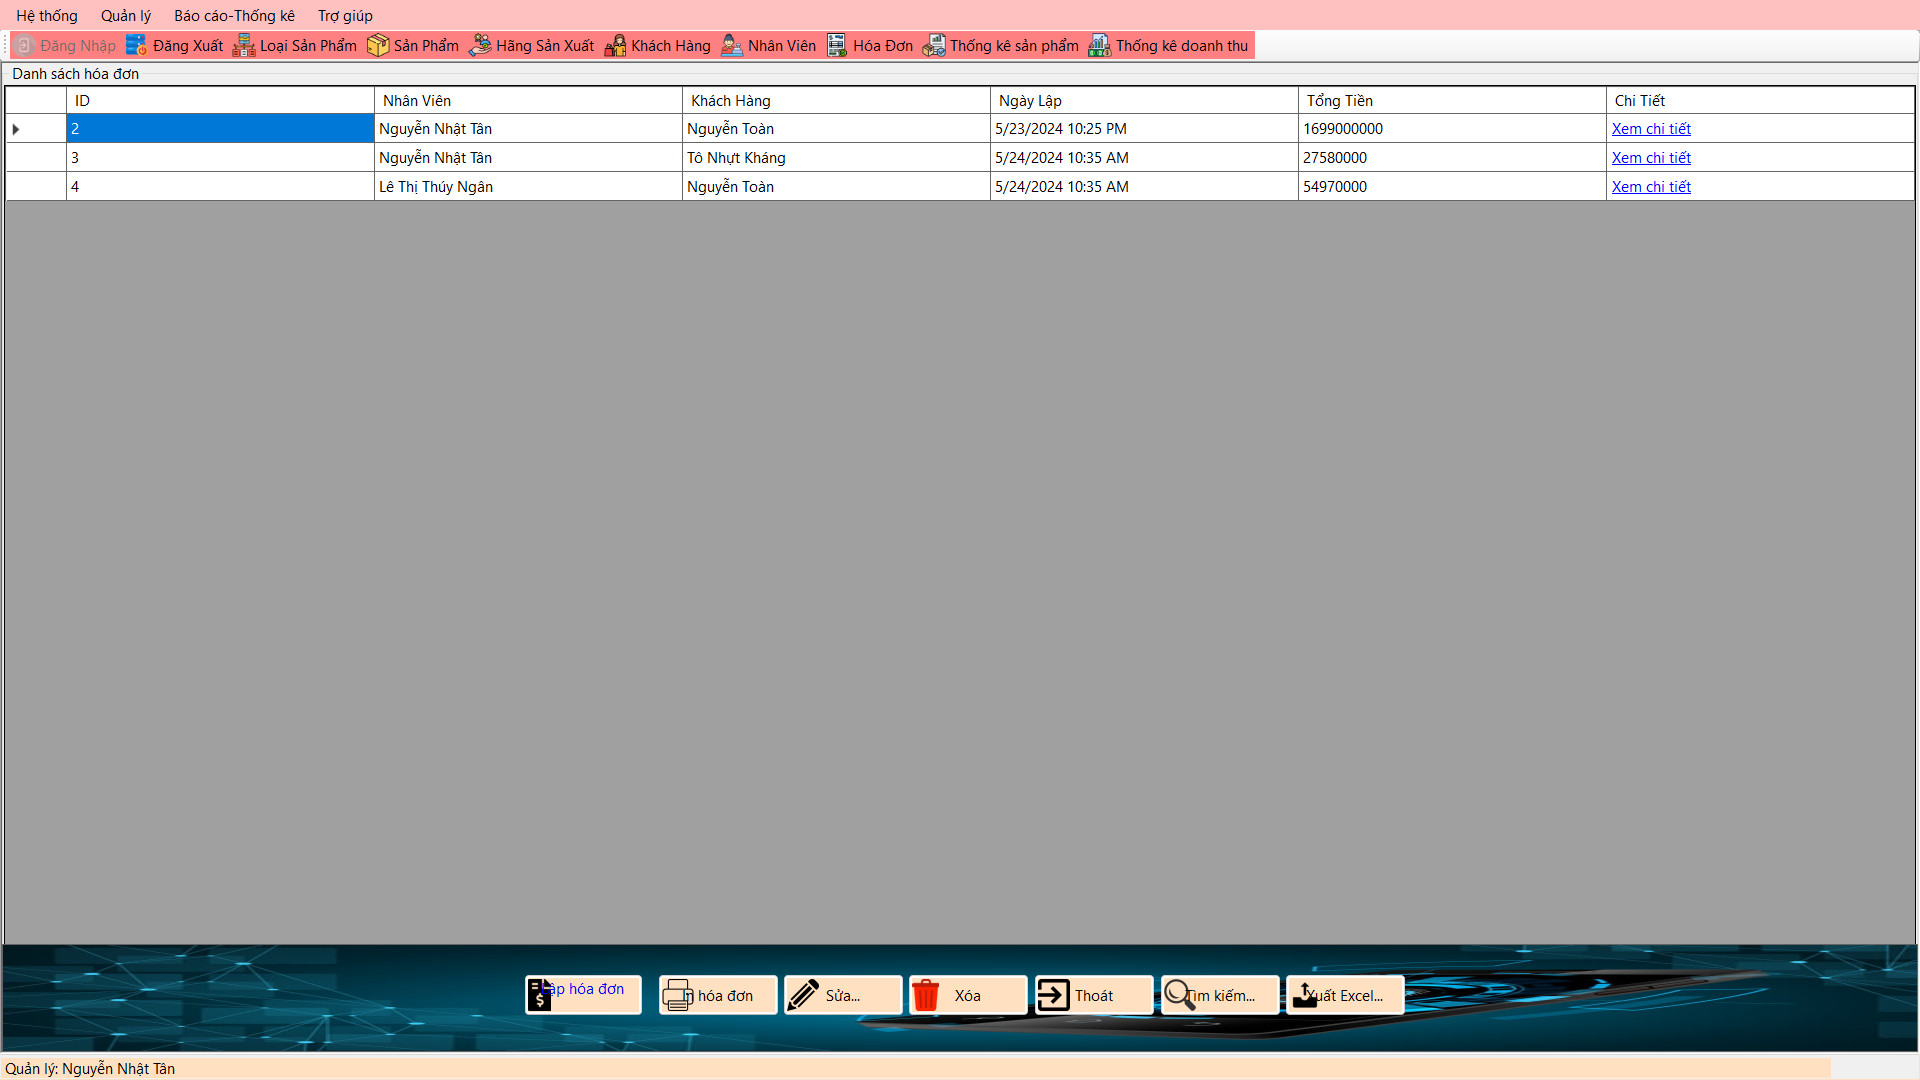 Hệ thống Quản lý Báo cáo-Thống kê Trợ giúp
Đăng Nhập Đăng Xuất Loại Sản Phẩm Sản Phẩm Hãng Sản Xuất Khách Hàng Nhân Viên Hóa Đơn Thống kê sản phẩm Thống kê doanh thu
Danh sách hóa đơn
ID Nhân Viên Khách Hàng Ngày Lập Tổng Tiền Chi Tiết
2 Nguyễn Nhật Tân Nguyễn Toàn 5/23/2024 10:25 PM 1699000000 Xem chi tiết
3 Nguyễn Nhật Tân Tô Nhựt Kháng 5/24/2024 10:35 AM 27580000 Xem chi tiết
4 Lê Thị Thúy Ngân Nguyễn Toàn 5/24/2024 10:35 AM 54970000 Xem chi tiết
Lập hóa đơn In hóa đơn Sửa... Xóa Thoát Tìm kiếm... Xuất Excel...
Quản lý: Nguyễn Nhật Tân